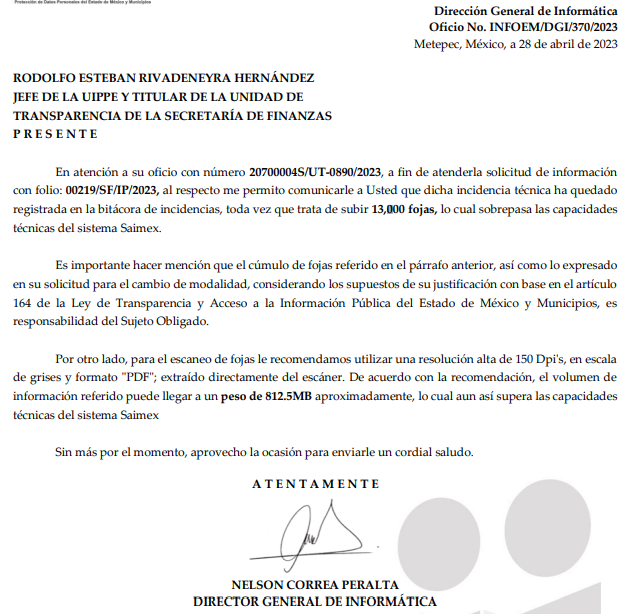 Protección de Datos Personales del Estado de México y Municipios
Dirección General de Informática
Oficio No. INFOEM/DGI/370/2023
Metepec, México, a 28 de abril de 2023
RODOLFO ESTEBAN RIVADENEYRA HERNÁNDEZ
JEFE DE LA UIPPE Y TITULAR DE LA UNIDAD DE
TRANSPARENCIA DE LA SECRETARÍA DE FINANZAS
P R E S E N T E
En atención a su oficio con número 20700004S/UT-0890/2023, a fin de atenderla solicitud de información
con folio: 00219/SF/IP/2023, al respecto me permito comunicarle a Usted que dicha incidencia técnica ha quedado
registrada en la bitácora de incidencias, toda vez que trata de subir 13,000 fojas, lo cual sobrepasa las capacidades
técnicas del sistema Saimex.
Es importante hacer mención que el cúmulo de fojas referido en el párrafo anterior, así como lo expresado
en su solicitud para el cambio de modalidad, considerando los supuestos de su justificación con base en el artículo
164 de la Ley de Transparencia y Acceso a la Información Pública del Estado de México y Municipios, es
responsabilidad del Sujeto Obligado.
Por otro lado, para el escaneo de fojas le recomendamos utilizar una resolución alta de 150 Dpi's, en escala
de grises y formato "PDF"; extraído directamente del escáner. De acuerdo con la recomendación, el volumen de
información referido puede llegar a un peso de 812.5MB aproximadamente, lo cual aun así supera las capacidades
técnicas del sistema Saimex
Sin más por el momento, aprovecho la ocasión para enviarle un cordial saludo.
A T E N T A M E N T E
NELSON CORREA PERALTA
DIRECTOR GENERAL DE INFORMÁTICA